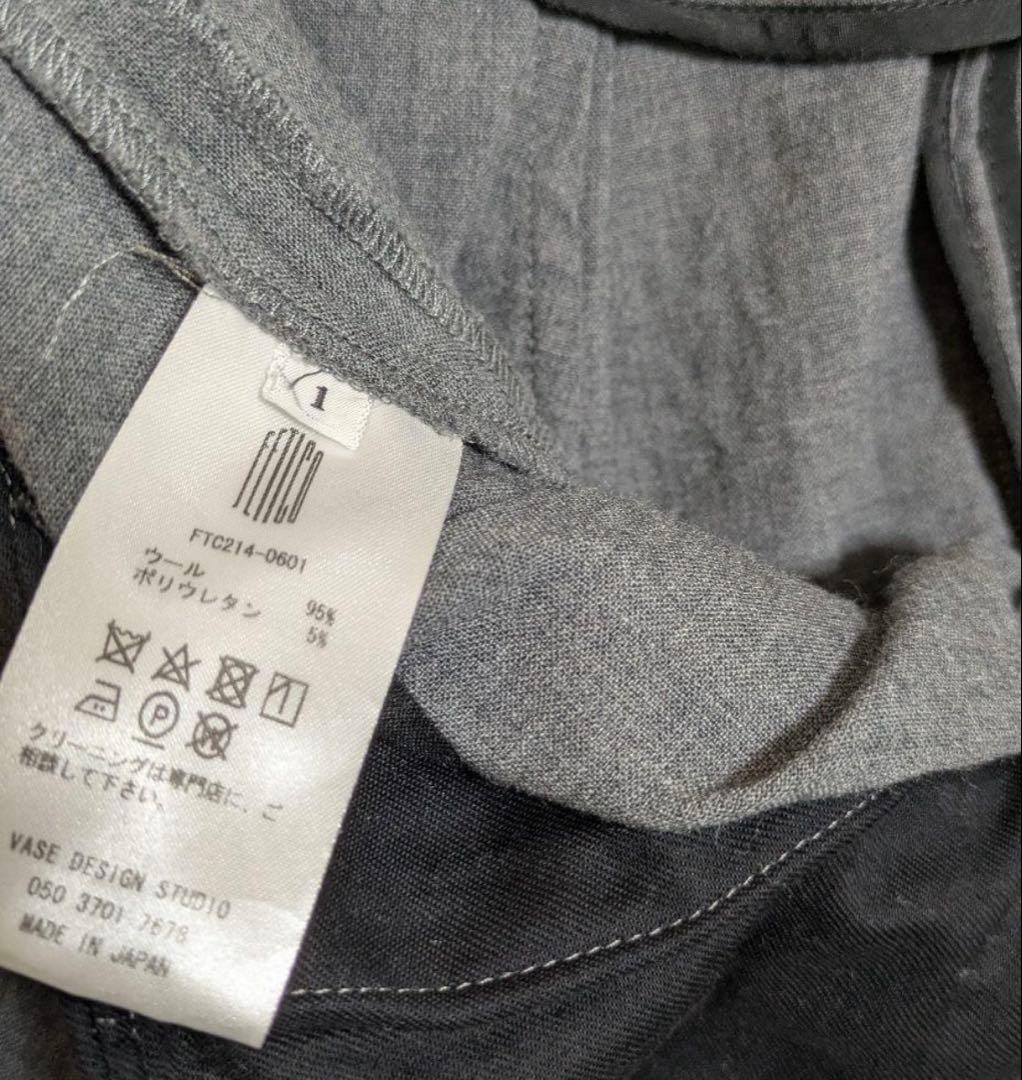 1
FETICO
FTC214-0601
ウール 95%
ポリウレタン 5%
P
W
クリーニングは専門店に、ご
相談して下さい。
VASE DESIGN STUDIO
050 3701 7678
MADE IN JAPAN